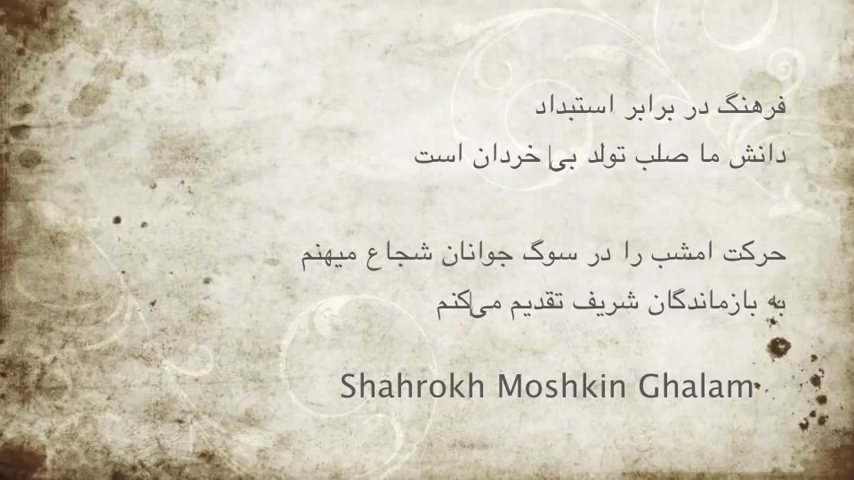 فرهنگ در برابر استبداد
دانش ما صلب تولد بی خردان است
حرکت امشب را در سوگ جوانان شجاع میهنم
به بازماندگان شریف تقدیم می‌کنم
Shahrokh Moshkin Ghalam